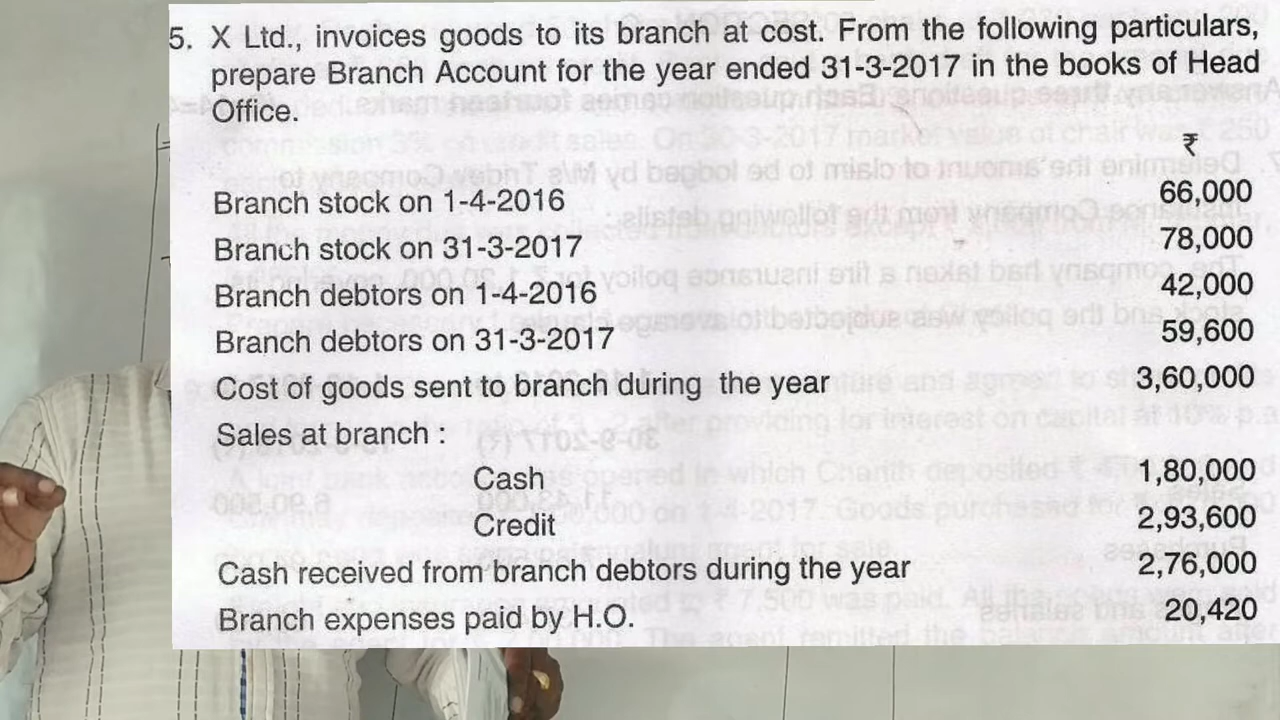 5. X Ltd., invoices goods to its branch at cost. From the following particulars,
prepare Branch Account for the year ended 31-3-2017 in the books of Head
Office.
₹
Branch stock on 1-4-2016 66,000
Branch stock on 31-3-2017 78,000
Branch debtors on 1-4-2016 42,000
Branch debtors on 31-3-2017 59,600
Cost of goods sent to branch during the year 3,60,000
Sales at branch :
Cash 1,80,000
Credit 2,93,600
Cash received from branch debtors during the year 2,76,000
Branch expenses paid by H.O. 20,420